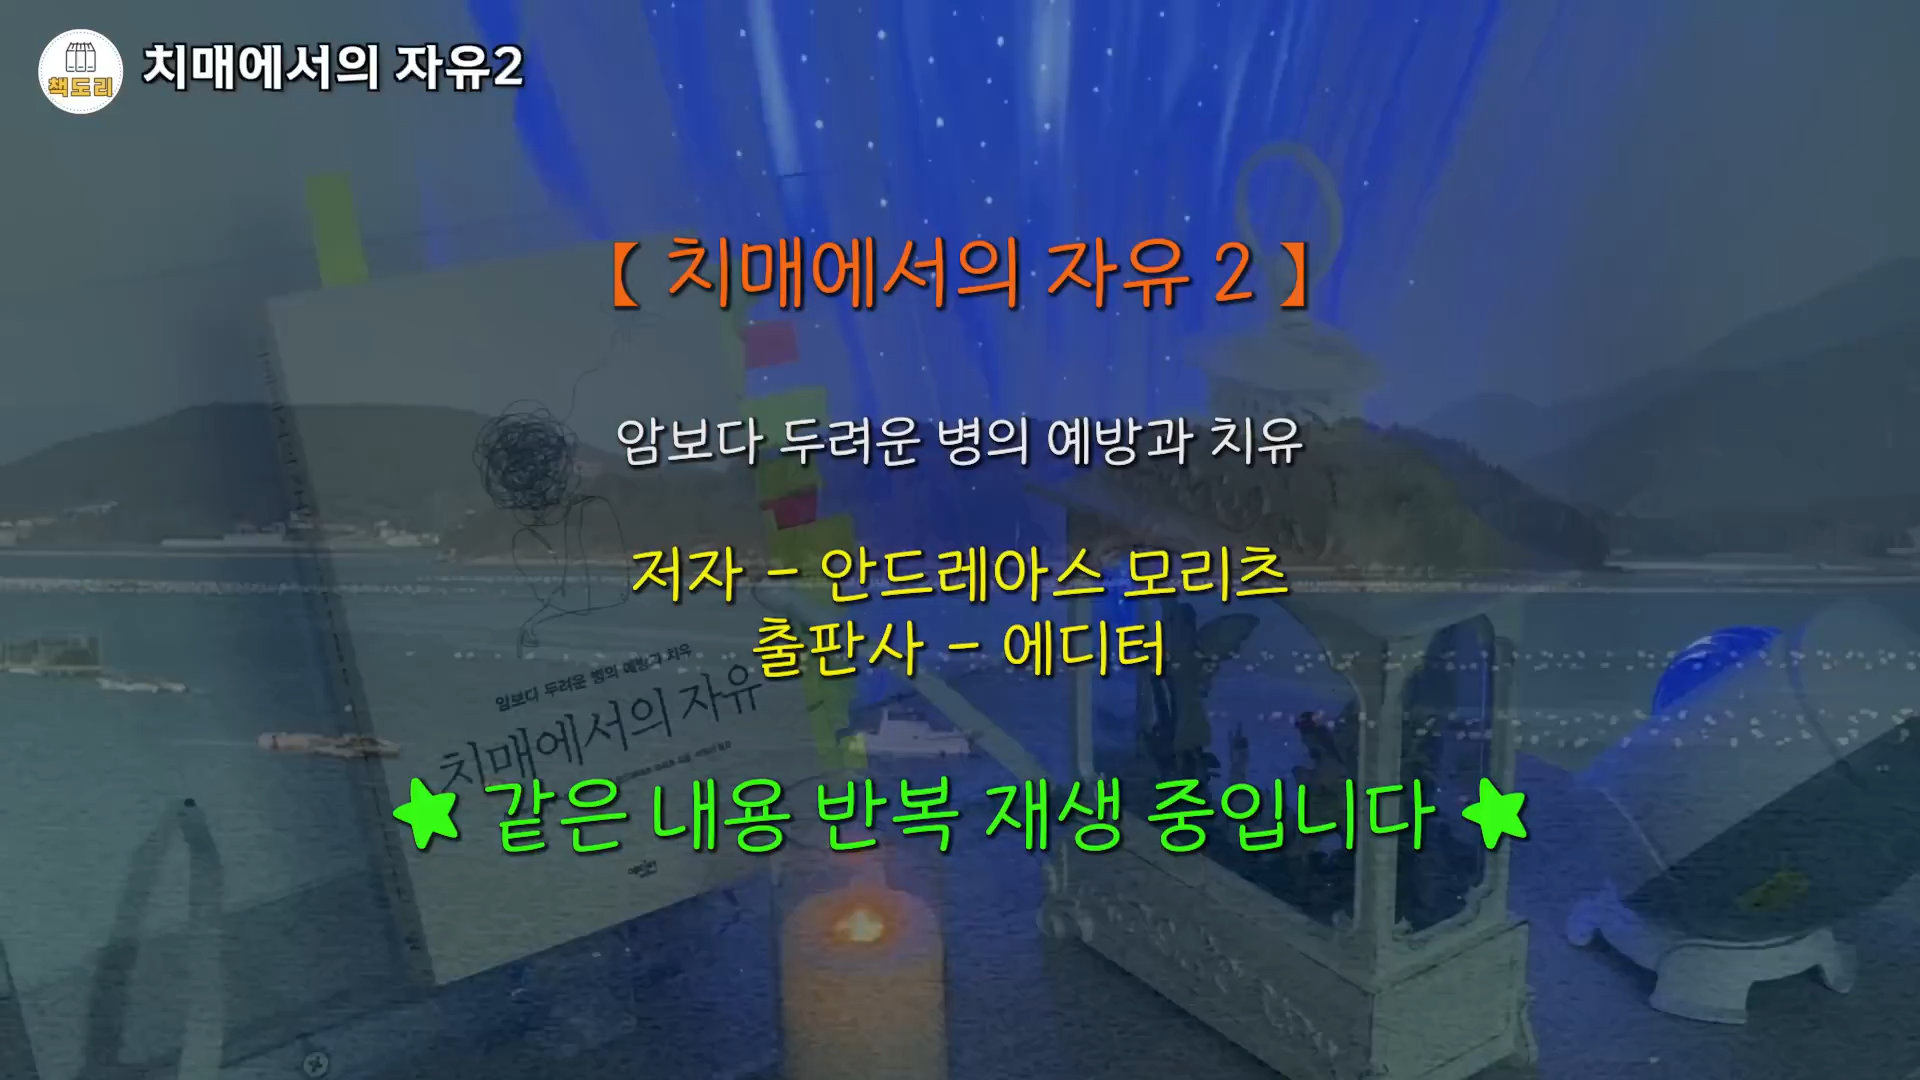 책도리
치매에서의 자유2
【 치매에서의 자유 2 】
암보다 두려운 병의 예방과 치유
저자 - 안드레아스 모리츠
출판사 - 에디터
암보다 두려운 병의 예방과 치유
치매에서의 자유
★ 같은 내용 반복 재생 중입니다 ★
에디터